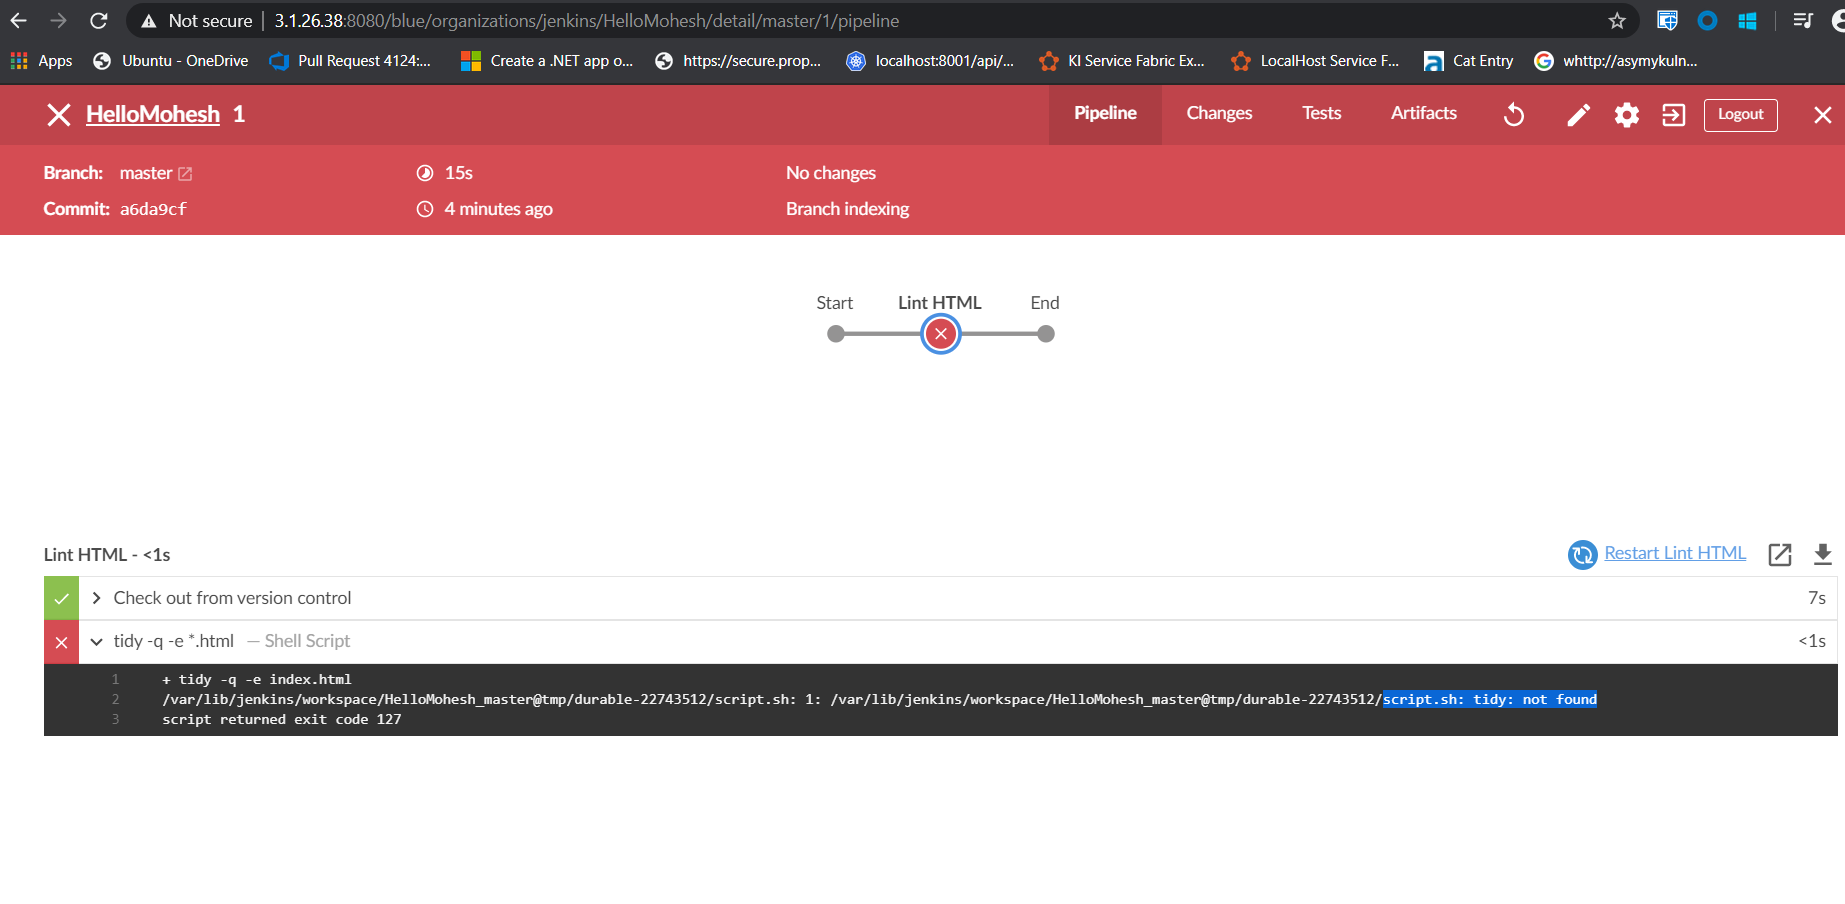 Not secure 3.1.26.38:8080/blue/organizations/jenkins/HelloMohesh/detail/master/1/pipeline
Apps Ubuntu - OneDrive Pull Request 4124:... Create a .NET app o... https://secure.prop... localhost:8001/api/... KI Service Fabric Ex... LocalHost Service F... Cat Entry whttp://asymykuln...
HelloMohesh 1 Pipeline Changes Tests Artifacts Logout
Branch: master 15s No changes
Commit: a6da9cf 4 minutes ago Branch indexing
Start Lint HTML End
Lint HTML - <1s Restart Lint HTML
Check out from version control 7s
tidy -q -e *.html — Shell Script <1s
1 + tidy -q -e index.html
2 /var/lib/jenkins/workspace/HelloMohesh_master@tmp/durable-22743512/script.sh: 1: /var/lib/jenkins/workspace/HelloMohesh_master@tmp/durable-22743512/script.sh: tidy: not found
3 script returned exit code 127